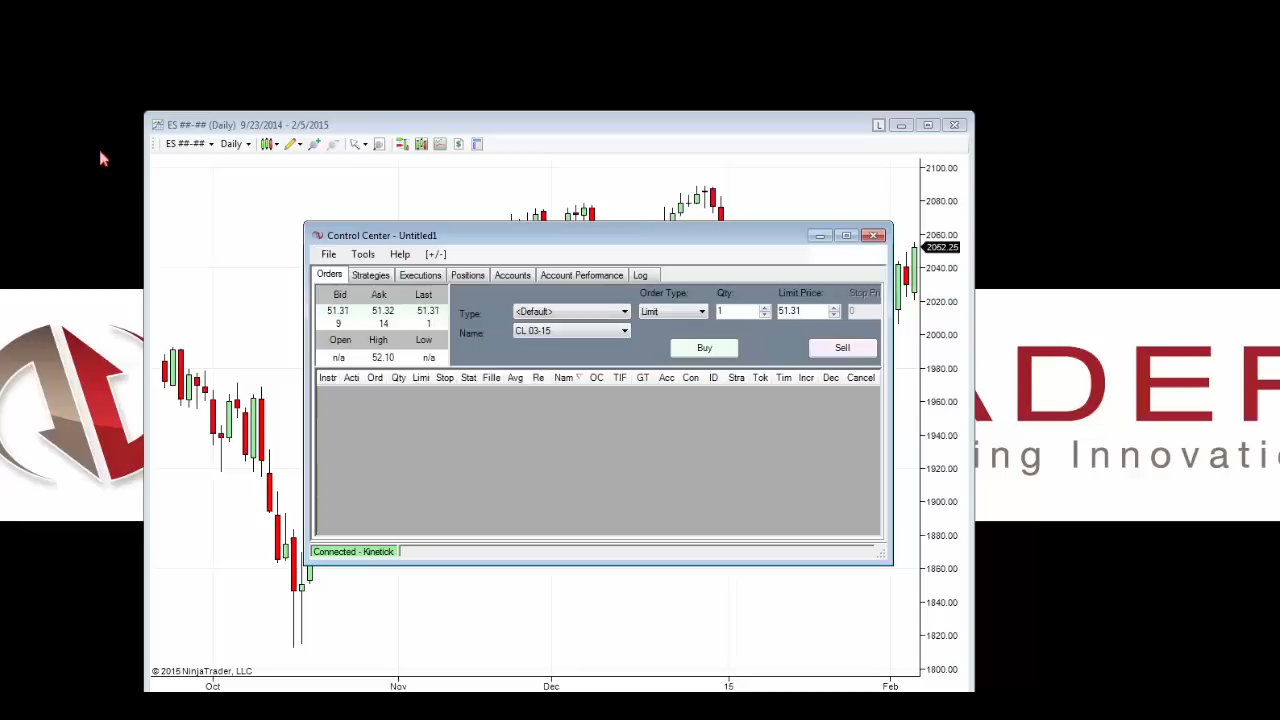 ES ##-## (Daily) 9/23/2014 - 2/5/2015
L
ES ##-## Daily
2100.00
2080.00
2060.00
2052.25
2040.00
2020.00
2000.00
1980.00
1960.00
1940.00
1920.00
1900.00
1880.00
1860.00
1840.00
1820.00
1800.00
Control Center - Untitled1
File Tools Help [+/-]
Orders Strategies Executions Positions Accounts Account Performance Log
Bid Ask Last
51.31 51.32 51.31
9 14 1
Open High Low
n/a 52.10 n/a
Order Type: Qty: Limit Price: Stop Pri
Type: <Default> Limit 1 51.31 0
Name: CL 03-15
Buy Sell
Instr Acti Ord Qty Limi Stop Stat Fille Avg Re Nam OC TIF GT Acc Con ID Stra Tok Tim Incr Dec Cancel
Connected - Kinetick
ADER
ing Innovati
© 2015 NinjaTrader, LLC
Oct Nov Dec 15 Feb